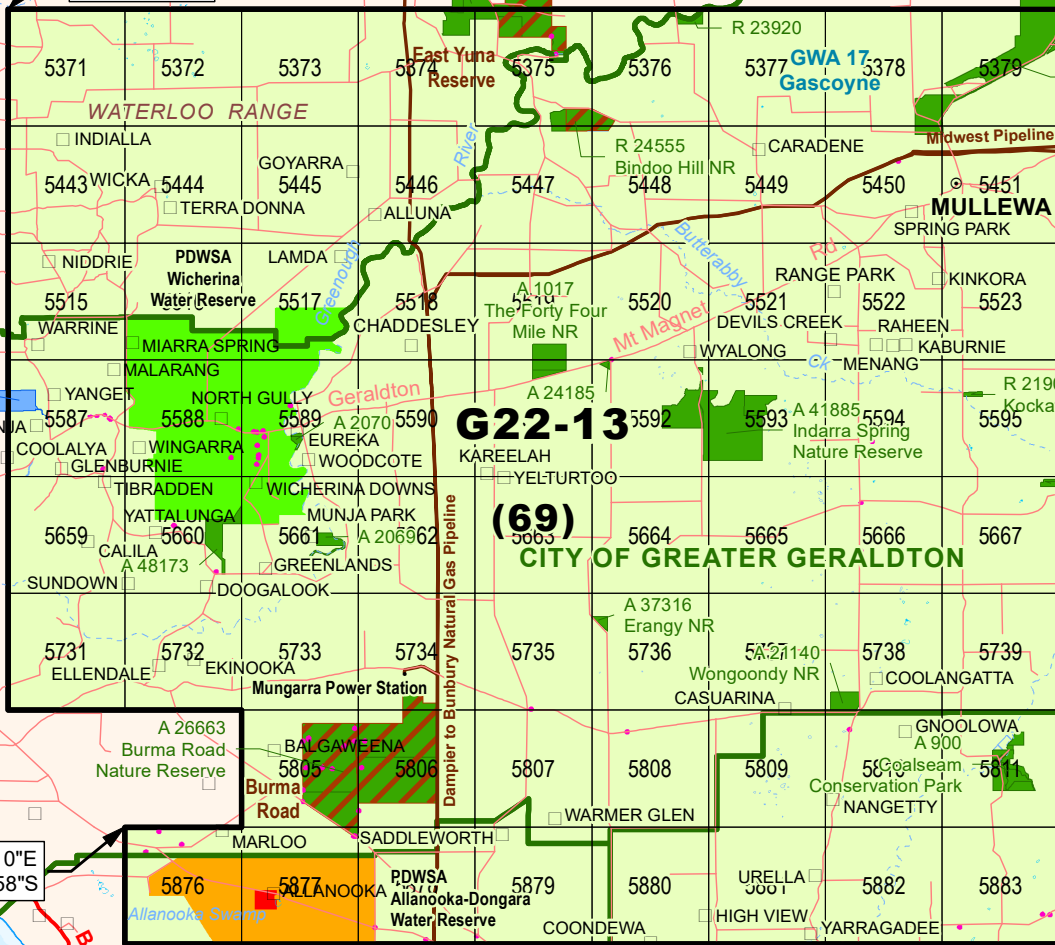 R 23920
East Yuna
Reserve
GWA 17
Gascoyne
5371
5372
5373
5374
5375
5376
5377
5378
5379
WATERLOO RANGE
INDIALLA
GOYARRA
River
R 24555
Bindoo Hill NR
CARADENE
Midwest Pipeline
5443
WICKA
5444
5445
5446
5447
5448
5449
5450
5451
TERRA DONNA
ALLUNA
MULLEWA
SPRING PARK
NIDDRIE
PDWSA
Wicherina
Water Reserve
LAMDA
Greenough
Butterabby
Rd
RANGE PARK
KINKORA
5515
5517
5518
A 1017
The Forty Four
Mile NR
5520
5521
5522
5523
WARRINE
CHADDESLEY
Mt Magnet
DEVILS CREEK
RAHEEN
MIARRA SPRING
WYALONG
KABURNIE
Ck
MENANG
MALARANG
YANGET
NORTH GULLY
Geraldton
A 24185
R 2190
Kocka
NJA
5587
5588
5589
A 2070
5590
G22-13
5592
5593
A 41885
Indarra Spring
Nature Reserve
5594
5595
COOLALYA
WINGARRA
EUREKA
KAREELAH
GLENBURNIE
WOODCOTE
YELTURTOO
TIBRADDEN
WICHERINA DOWNS
YATTALUNGA
MUNJA PARK
(69)
5659
5660
5661
A 2069
62
5663
5664
5665
5666
5667
CALILA
A 48173
GREENLANDS
CITY OF GREATER GERALDTON
SUNDOWN
DOOGALOOK
A 37316
Erangy NR
5731
5732
5733
5734
5735
5736
A 21140
Wongoondy NR
5738
5739
ELLENDALE
EKINOOKA
COOLANGATTA
Mungarra Power Station
CASUARINA
Dampier to Bunbury Natural Gas Pipeline
A 26663
Burma Road
Nature Reserve
BALGAWEENA
GNOOLOWA
A 900
Coalseam
Conservation Park
5805
5806
5807
5808
5809
5811
Burma
Road
NANGETTY
MARLOO
SADDLEWORTH
WARMER GLEN
0"E
58"S
5876
5877
ALLANOOKA
PDWSA
Allanooka-Dongara
Water Reserve
5879
5880
URELLA
5882
5883
Allanooka Swamp
HIGH VIEW
COONDEWA
YARRAGADEE
B